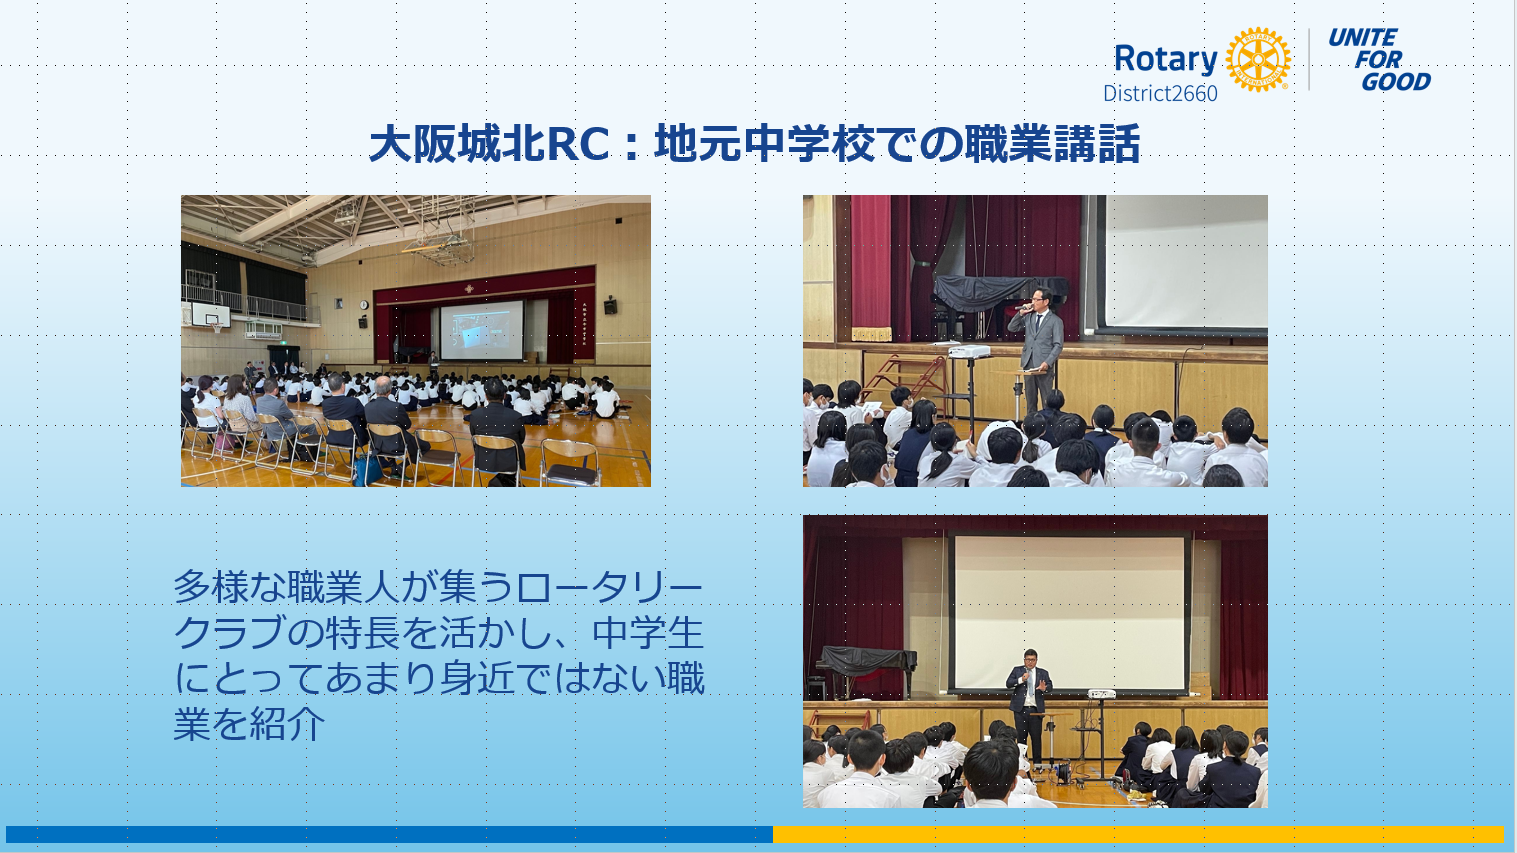 Rotary
District2660
UNITE
FOR
GOOD
大阪城北RC：地元中学校での職業講話
多様な職業人が集うロータリー
クラブの特長を活かし、中学生
にとってあまり身近ではない職
業を紹介